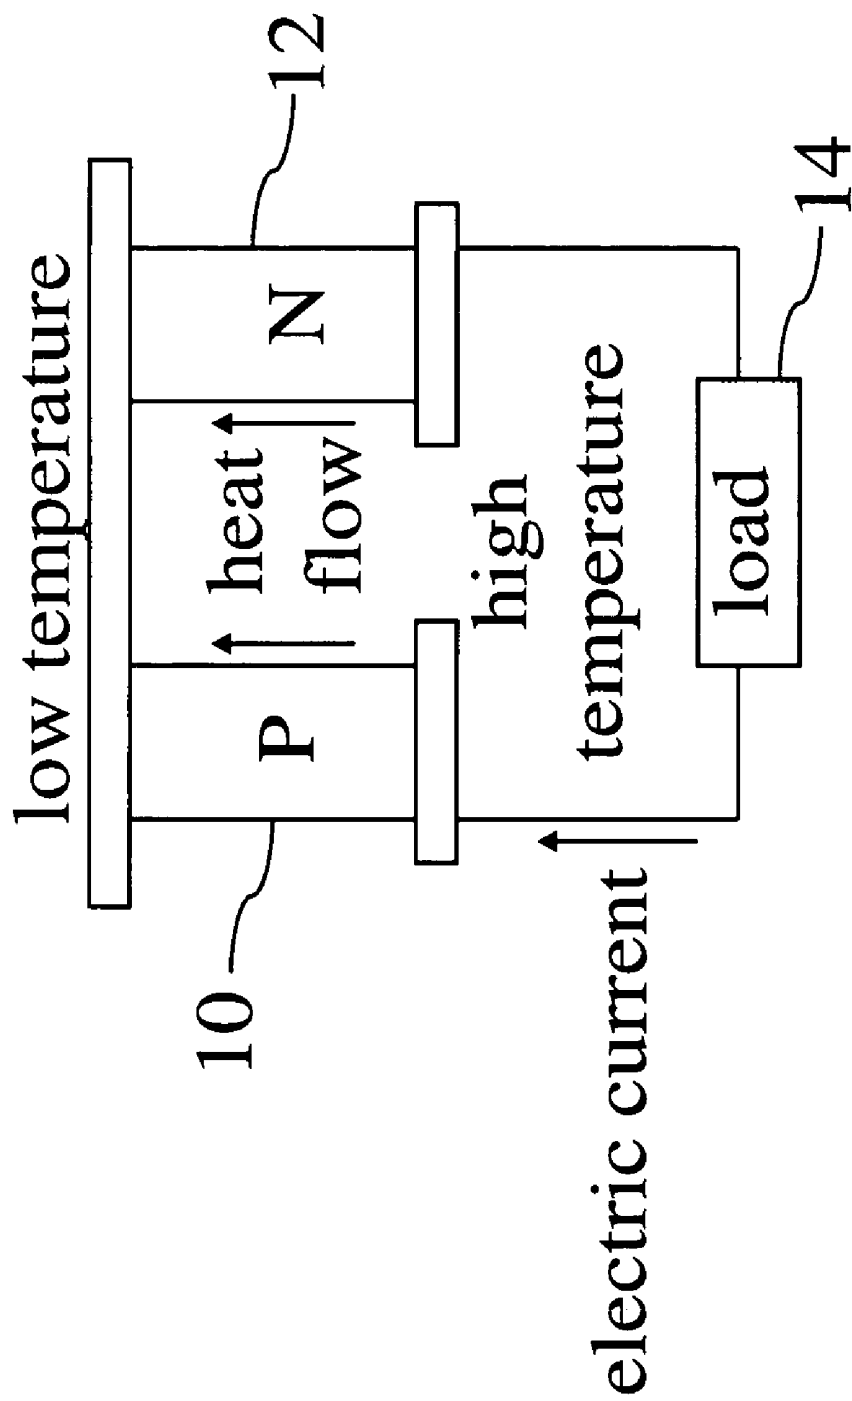 low temperature
12
N
heat
flow
P
10
high
temperature
14
load
electric current